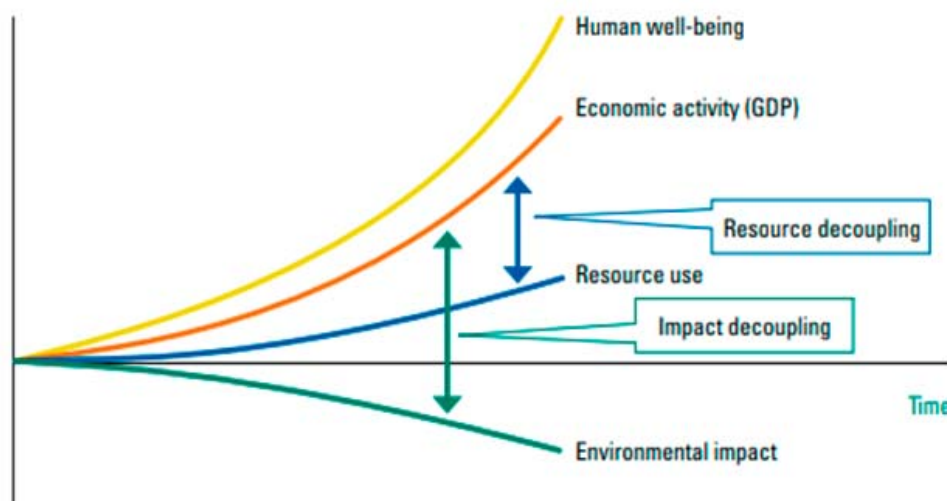 Human well-being
Economic activity (GDP)
Resource decoupling
Resource use
Impact decoupling
Time
Environmental impact